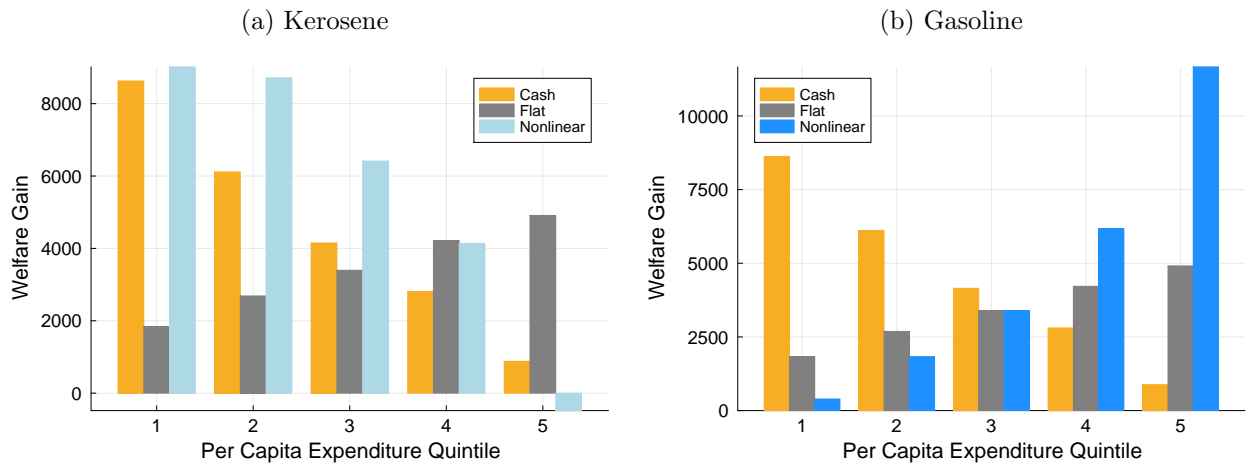 (a) Kerosene
Welfare Gain
8000
6000
4000
2000
0
Cash
Flat
Nonlinear
1 2 3 4 5
Per Capita Expenditure Quintile
(b) Gasoline
Welfare Gain
10000
7500
5000
2500
0
Cash
Flat
Nonlinear
1 2 3 4 5
Per Capita Expenditure Quintile